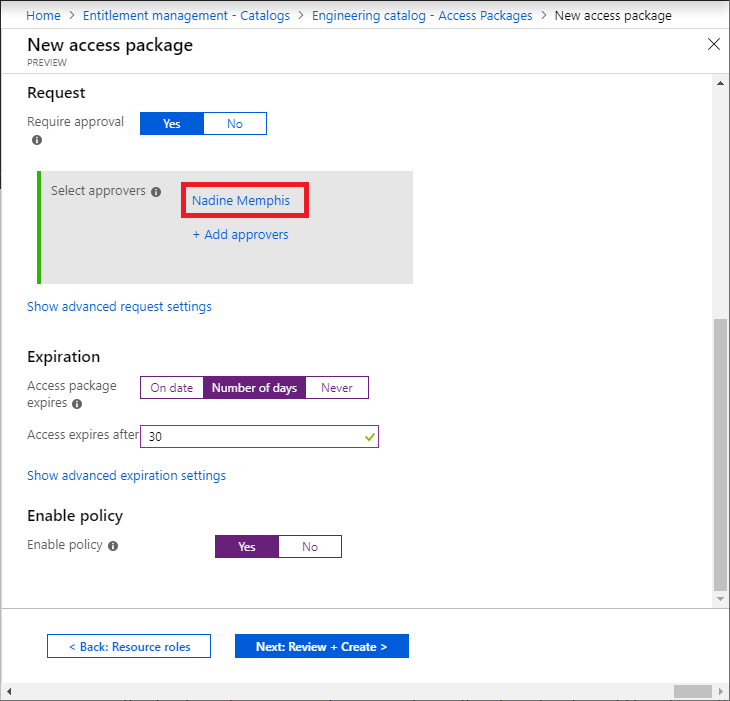 Home > Entitlement management - Catalogs > Engineering catalog - Access Packages > New access package
New access package
PREVIEW
Request
Require approval
Yes No
Select approvers
Nadine Memphis
+ Add approvers
Show advanced request settings
Expiration
Access package
expires
On date Number of days Never
Access expires after 30
Show advanced expiration settings
Enable policy
Enable policy
Yes No
< Back: Resource roles Next: Review + Create >